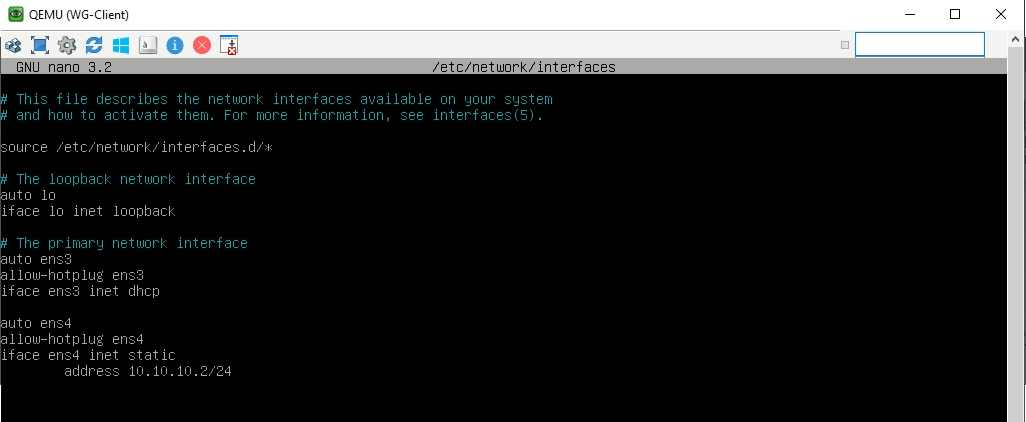 QEMU (WG-Client)
GNU nano 3.2 /etc/network/interfaces
# This file describes the network interfaces available on your system
# and how to activate them. For more information, see interfaces(5).
source /etc/network/interfaces.d/*
# The loopback network interface
auto lo
iface lo inet loopback
# The primary network interface
auto ens3
allow-hotplug ens3
iface ens3 inet dhcp
auto ens4
allow-hotplug ens4
iface ens4 inet static
address 10.10.10.2/24